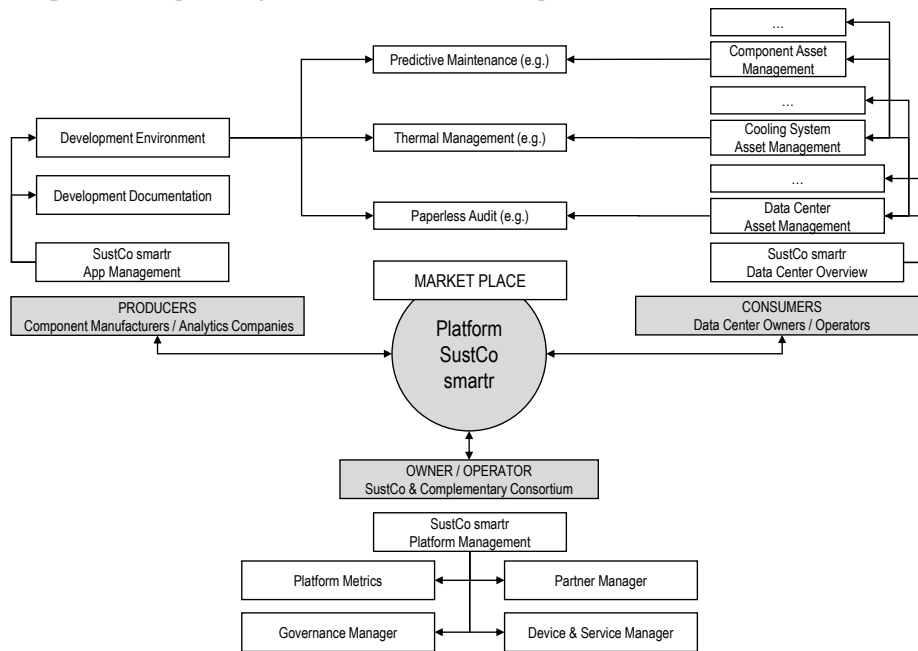 ...
Predictive Maintenance (e.g.)
Component Asset
Management
...
Development Environment
Thermal Management (e.g.)
Cooling System
Asset Management
...
Development Documentation
Paperless Audit (e.g.)
Data Center
Asset Management
SustCo smartr
App Management
SustCo smartr
Data Center Overview
MARKET PLACE
PRODUCERS
Component Manufacturers / Analytics Companies
CONSUMERS
Data Center Owners / Operators
Platform
SustCo
smartr
OWNER / OPERATOR
SustCo & Complementary Consortium
SustCo smartr
Platform Management
Platform Metrics
Partner Manager
Governance Manager
Device & Service Manager